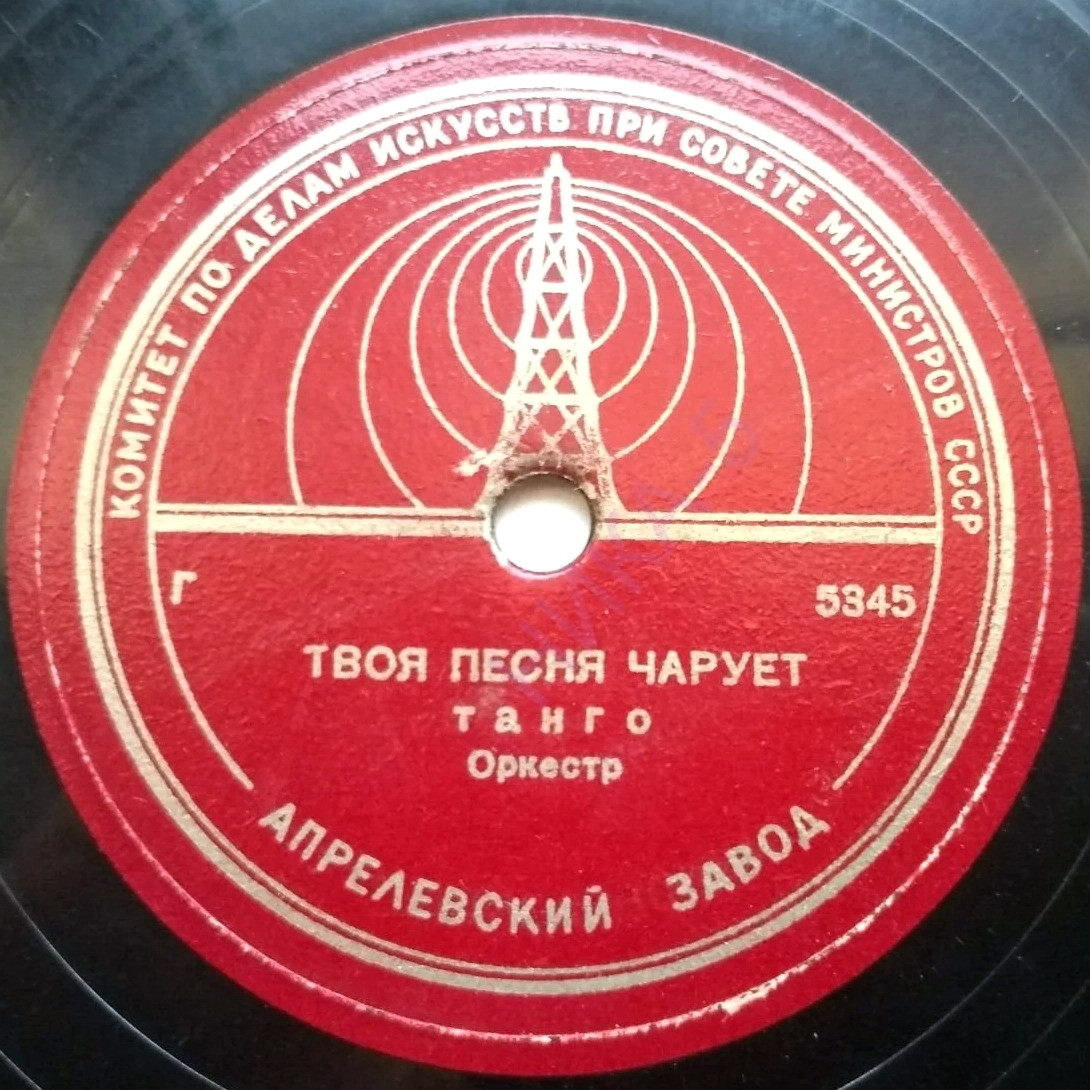 КОМИТЕТ ПО ДЕЛАМ ИСКУССТВ ПРИ СОВЕТЕ МИНИСТРОВ СССР
Г 5345
ТВОЯ ПЕСНЯ ЧАРУЕТ
танго
Оркестр
АПРЕЛЕВСКИЙ ЗАВОД